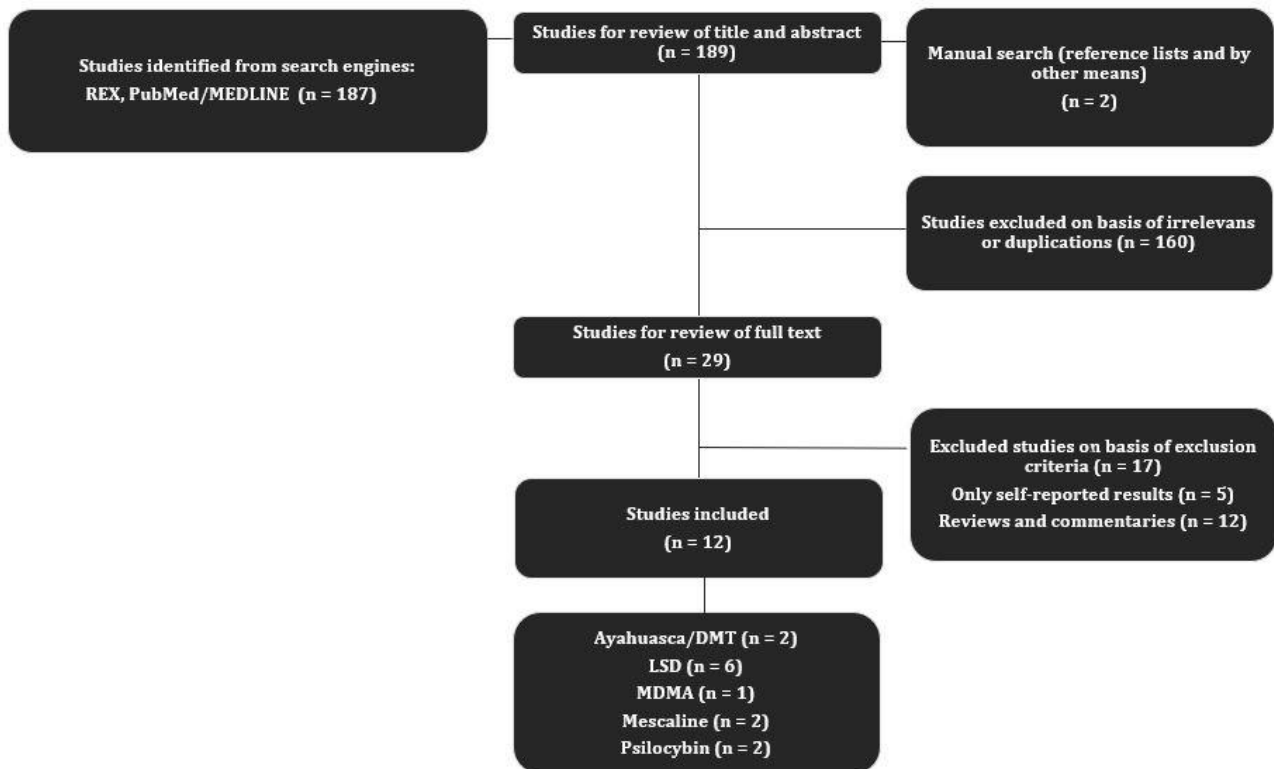 Studies identified from search engines:
REX, PubMed/MEDLINE (n = 187)
Studies for review of title and abstract
(n = 189)
Manual search (reference lists and by
other means)
(n = 2)
Studies excluded on basis of irrelevans
or duplications (n = 160)
Studies for review of full text
(n = 29)
Excluded studies on basis of exclusion
criteria (n = 17)
Only self-reported results (n = 5)
Reviews and commentaries (n = 12)
Studies included
(n = 12)
Ayahuasca/DMT (n = 2)
LSD (n = 6)
MDMA (n = 1)
Mescaline (n = 2)
Psilocybin (n = 2)